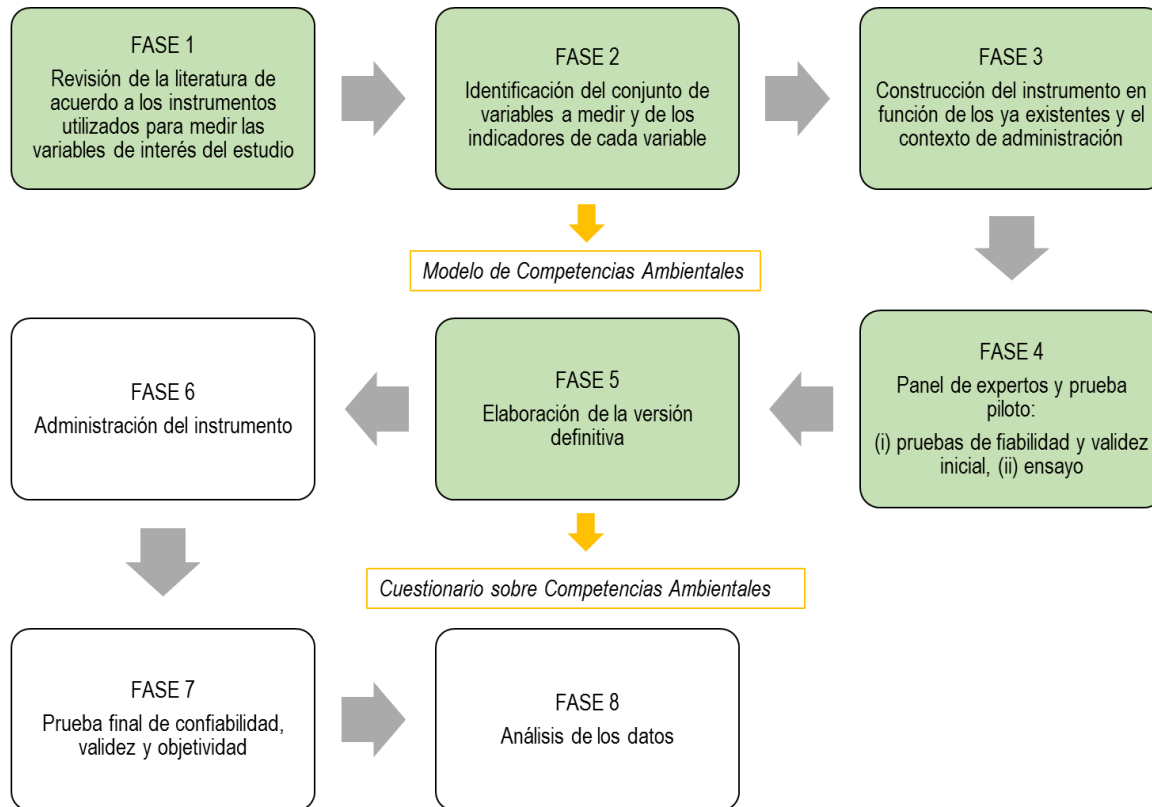 FASE 1
Revisión de la literatura de
acuerdo a los instrumentos
utilizados para medir las
variables de interés del estudio
FASE 2
Identificación del conjunto de
variables a medir y de los
indicadores de cada variable
FASE 3
Construcción del instrumento en
función de los ya existentes y el
contexto de administración
Modelo de Competencias Ambientales
FASE 4
Panel de expertos y prueba
piloto:
(i) pruebas de fiabilidad y validez
inicial, (ii) ensayo
FASE 5
Elaboración de la versión
definitiva
FASE 6
Administración del instrumento
Cuestionario sobre Competencias Ambientales
FASE 7
Prueba final de confiabilidad,
validez y objetividad
FASE 8
Análisis de los datos